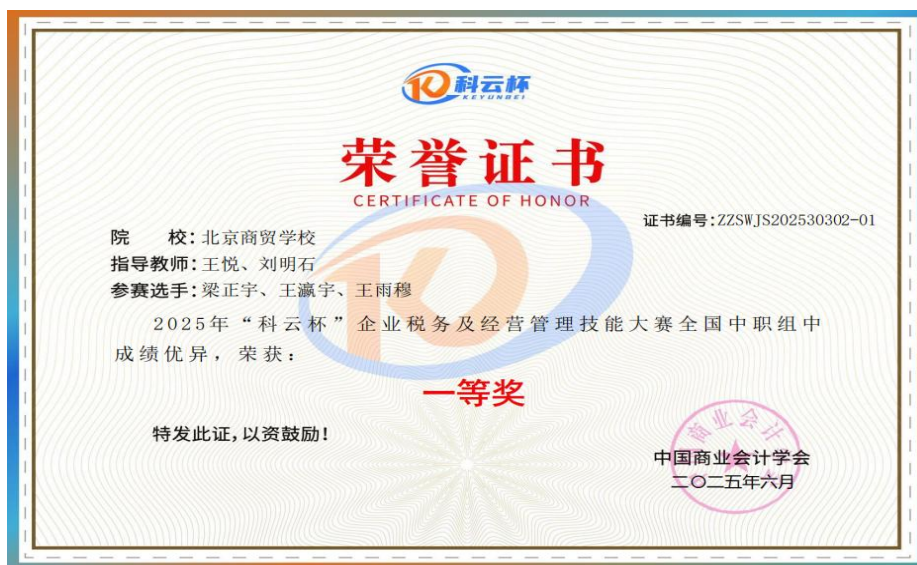 科云杯
KEYUNBEI
荣誉证书
CERTIFICATE OF HONOR
证书编号:ZZSWJS202530302-01
院 校:北京商贸学校
指导教师:王悦、刘明石
参赛选手:梁正宇、王瀛宇、王雨穆
2025年“科云杯”企业税务及经营管理技能大赛全国中职组中
成绩优异,荣获:
一等奖
特发此证,以资鼓励!
商业会计
中国商业会计学会
二〇二五年六月